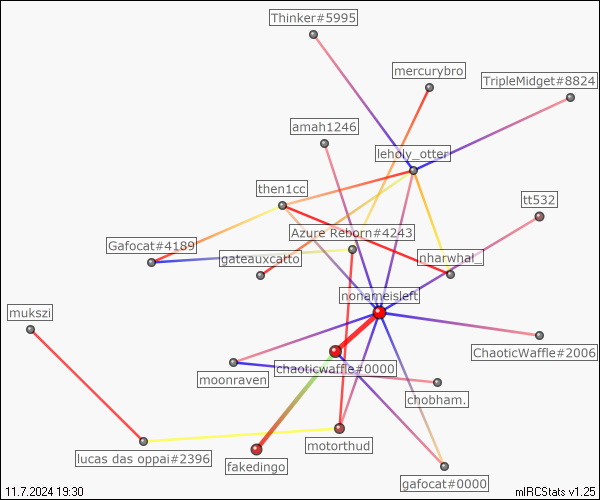 Thinker#5995
mercurybro
TripleMidget#8824
amah1246
leholy_otter
then1cc
tt532
Azure Reborn#4243
Gafocat#4189
gateauxcatto
nharwhal_
nonameisleft
mukszi
ChaoticWaffle#2006
chaoticwaffle#0000
moonraven
chobham.
motorthud
lucas das oppai#2396
fakedingo
gafocat#0000
11.7.2024 19:30
mIRCStats v1.25